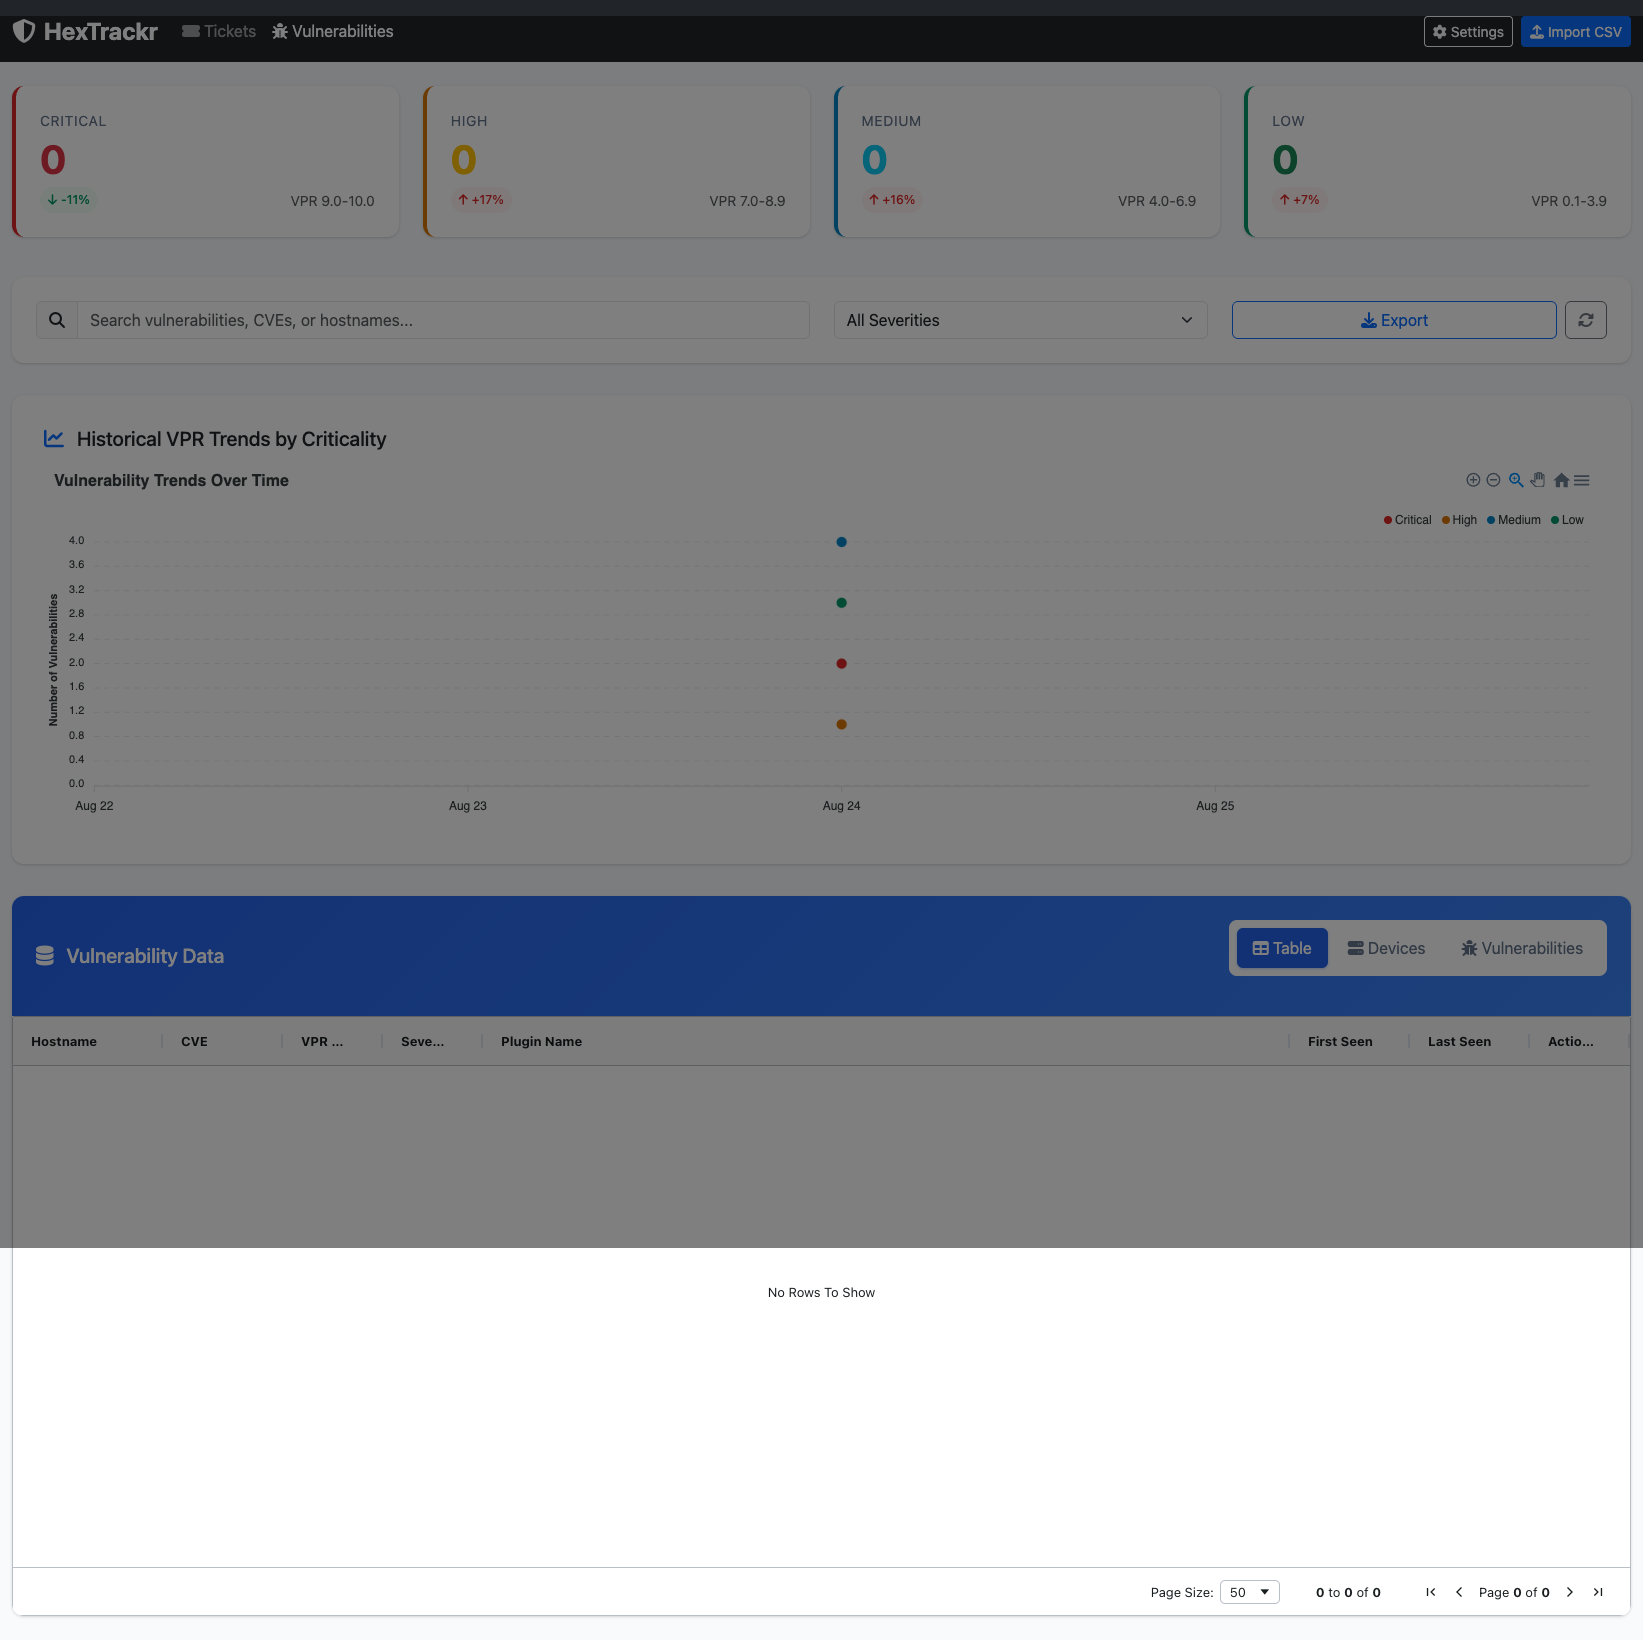 HexTrackr Tickets Vulnerabilities Settings Import CSV
CRITICAL
0
-11% VPR 9.0-10.0
HIGH
0
+17% VPR 7.0-8.9
MEDIUM
0
+16% VPR 4.0-6.9
LOW
0
+7% VPR 0.1-3.9
Search vulnerabilities, CVEs, or hostnames... All Severities Export
Historical VPR Trends by Criticality
Vulnerability Trends Over Time
Critical High Medium Low
Number of Vulnerabilities
4.0
3.6
3.2
2.8
2.4
2.0
1.6
1.2
0.8
0.4
0.0
Aug 22 Aug 23 Aug 24 Aug 25
Vulnerability Data Table Devices Vulnerabilities
Hostname CVE VPR ... Seve... Plugin Name First Seen Last Seen Actio...
No Rows To Show
Page Size: 50 0 to 0 of 0 Page 0 of 0